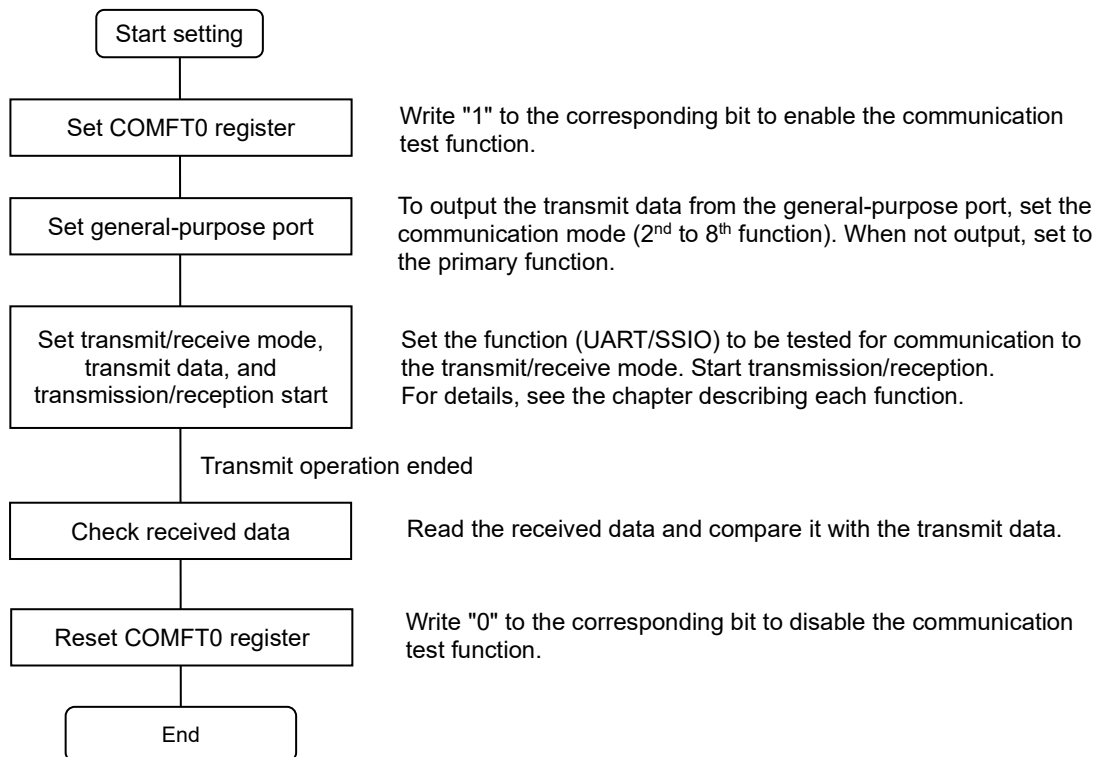 Start setting
Set COMFT0 register
Write "1" to the corresponding bit to enable the communication
test function.
Set general-purpose port
To output the transmit data from the general-purpose port, set the
communication mode (2nd to 8th function). When not output, set to
the primary function.
Set transmit/receive mode,
transmit data, and
transmission/reception start
Set the function (UART/SSIO) to be tested for communication to
the transmit/receive mode. Start transmission/reception.
For details, see the chapter describing each function.
Transmit operation ended
Check received data
Read the received data and compare it with the transmit data.
Reset COMFT0 register
Write "0" to the corresponding bit to disable the communication
test function.
End